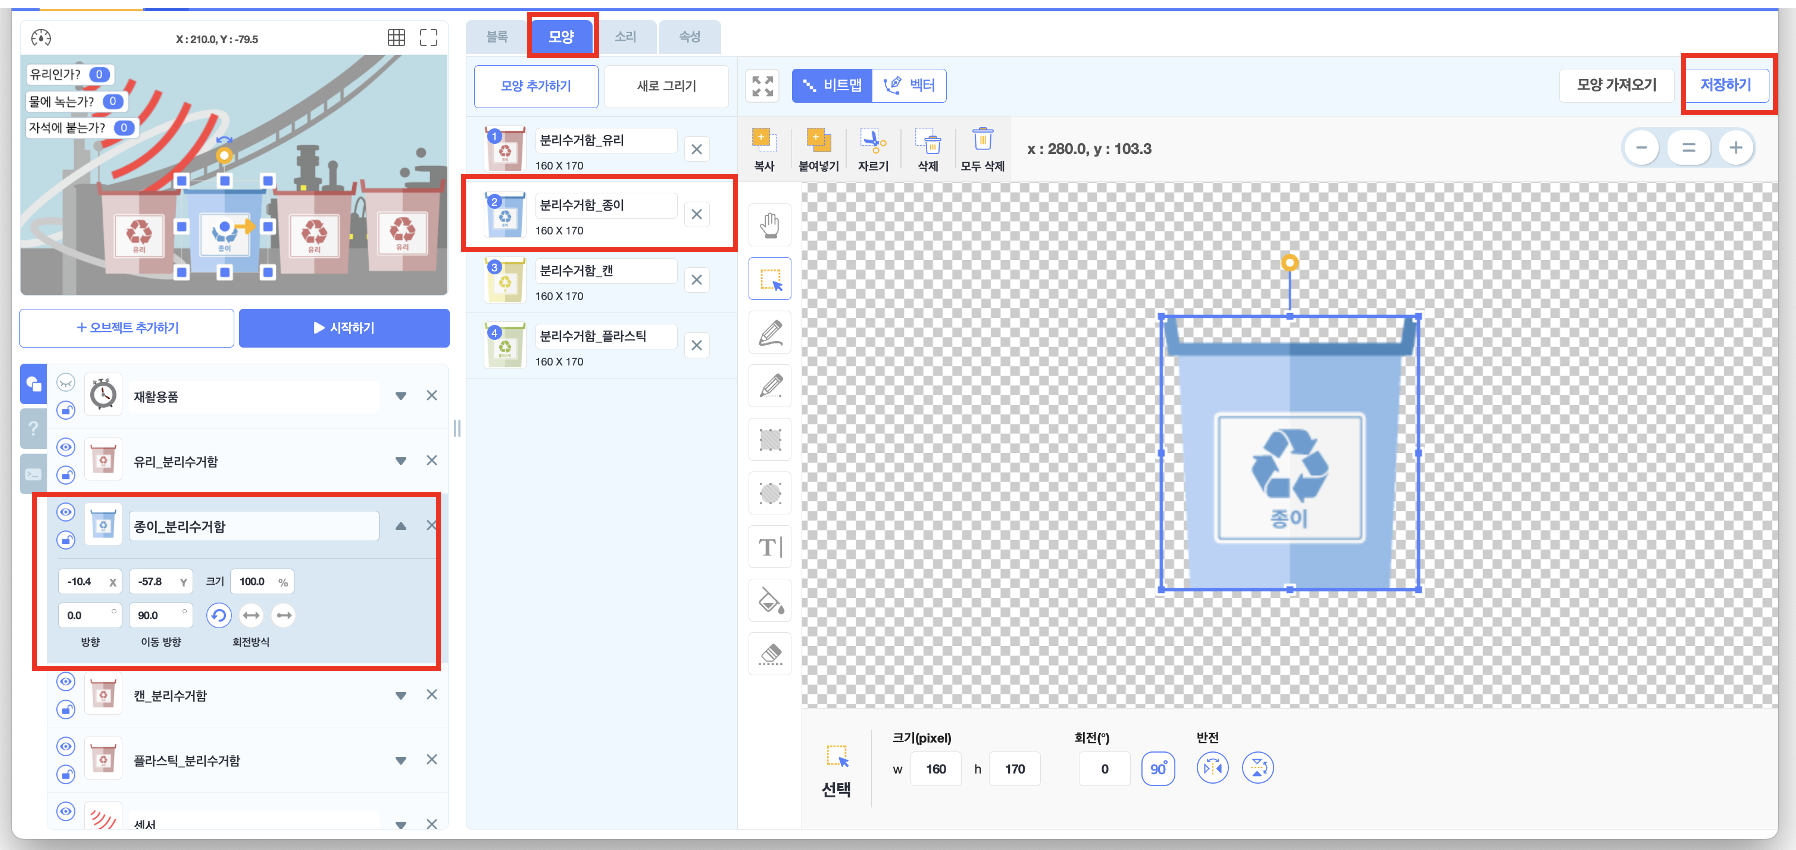 X : 210.0, Y : -79.5
유리인가? 0
물에 녹는가? 0
자석에 붙는가? 0
유리
종이
유리
유리
+ 오브젝트 추가하기
시작하기
재활용품
유리_분리수거함
종이_분리수거함
-10.4 X
-57.8 Y
크기 100.0 %
0.0 °
90.0 °
방향
이동 방향
회전방식
캔_분리수거함
플라스틱_분리수거함
센서
블록
모양
소리
속성
모양 추가하기
새로 그리기
1
분리수거함_유리
160 X 170
2
분리수거함_종이
160 X 170
3
분리수거함_캔
160 X 170
4
분리수거함_플라스틱
160 X 170
비트맵
벡터
모양 가져오기
저장하기
복사
붙여넣기
자르기
삭제
모두 삭제
x : 280.0, y : 103.3
T
종이
선택
크기(pixel)
w 160 h 170
회전(°)
0
90°
반전